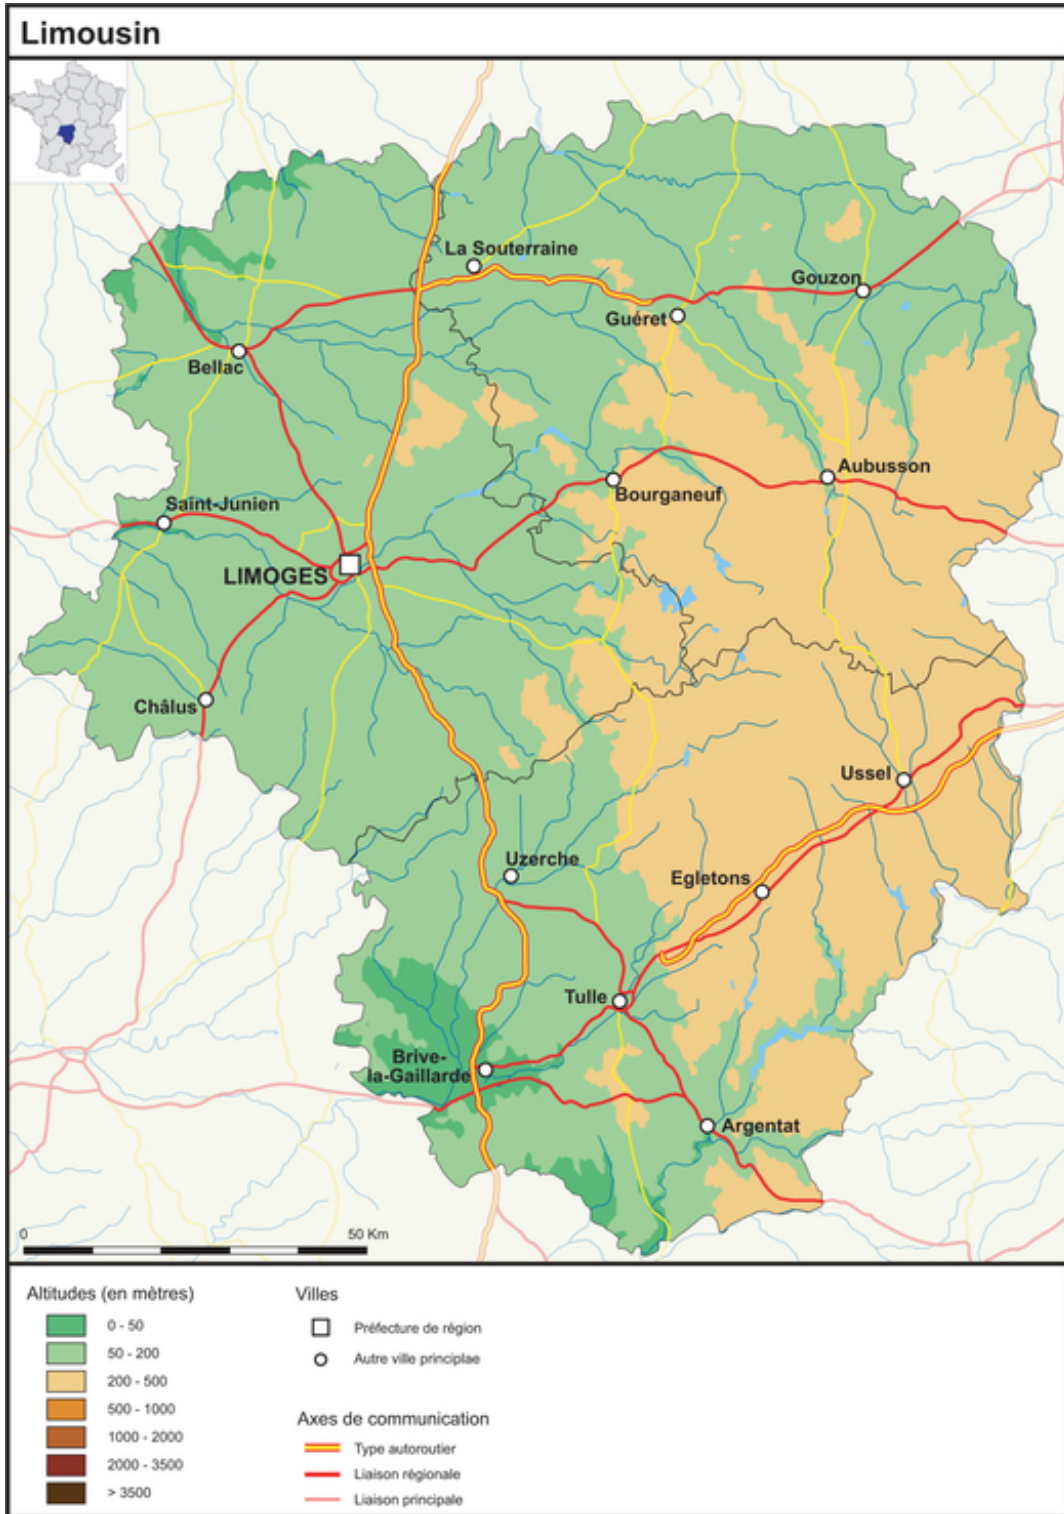 Limousin
La Souterraine
Gouzon
Guéret
Bellac
Aubusson
Bourganeuf
Saint-Junien
LIMOGES
Châlus
Ussel
Uzerche
Egletons
Tulle
Brive-
la-Gaillarde
Argentat
0 50 Km
Altitudes (en mètres)
0 - 50
50 - 200
200 - 500
500 - 1000
1000 - 2000
2000 - 3500
> 3500
Villes
Préfecture de région
Autre ville principlae
Axes de communication
Type autoroutier
Liaison régionale
Liaison principale